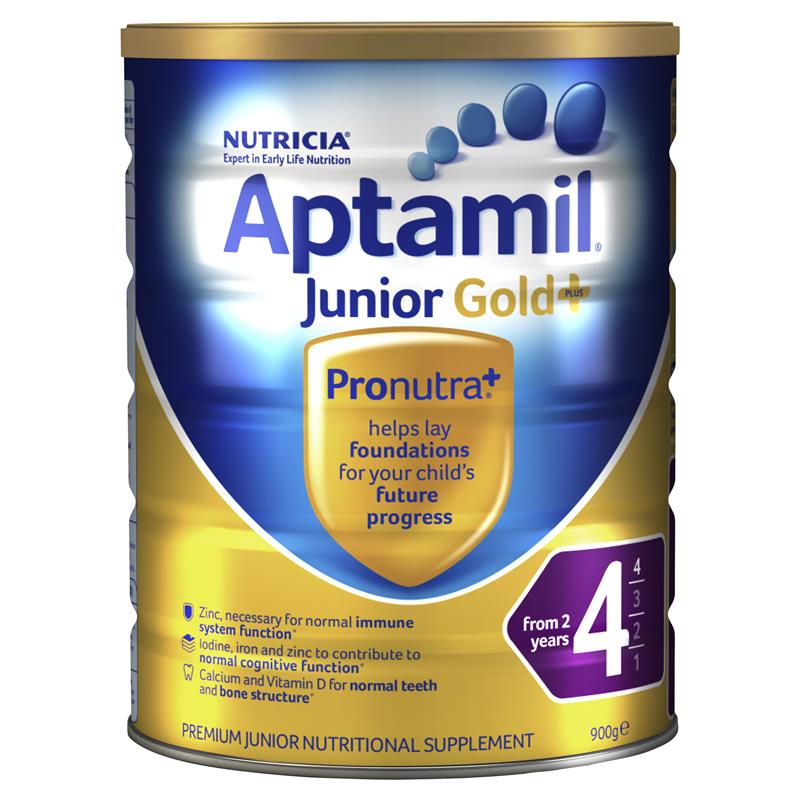 NUTRICIA®
Expert in Early Life Nutrition
Aptamil®
Junior Gold+ PLUS
Pronutra+®
helps lay
foundations
for your child's
future
progress
Zinc, necessary for normal immune
system function*
Iodine, iron and zinc to contribute to
normal cognitive function*
Calcium and Vitamin D for normal teeth
and bone structure*
from 2
years
4
4
3
2
1
PREMIUM JUNIOR NUTRITIONAL SUPPLEMENT
900g℮